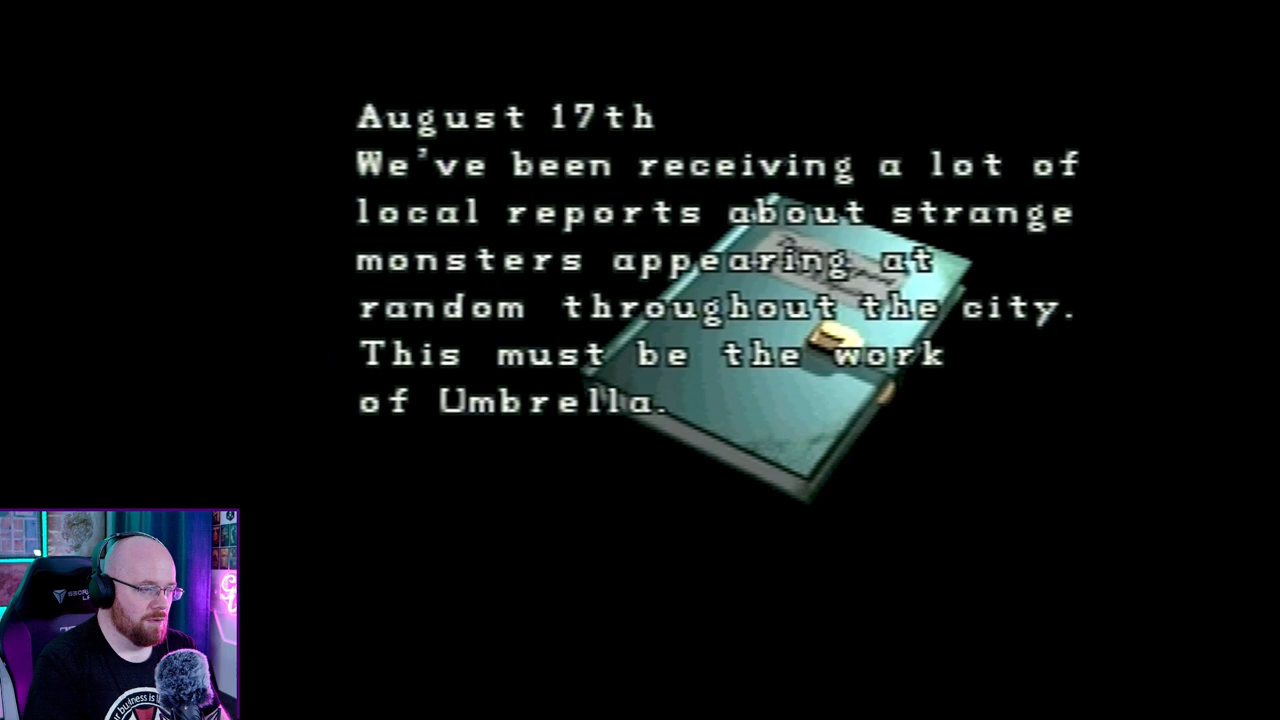 August 17th
We've been receiving a lot of
local reports about strange
monsters appearing at
random throughout the city.
This must be the work
of Umbrella.